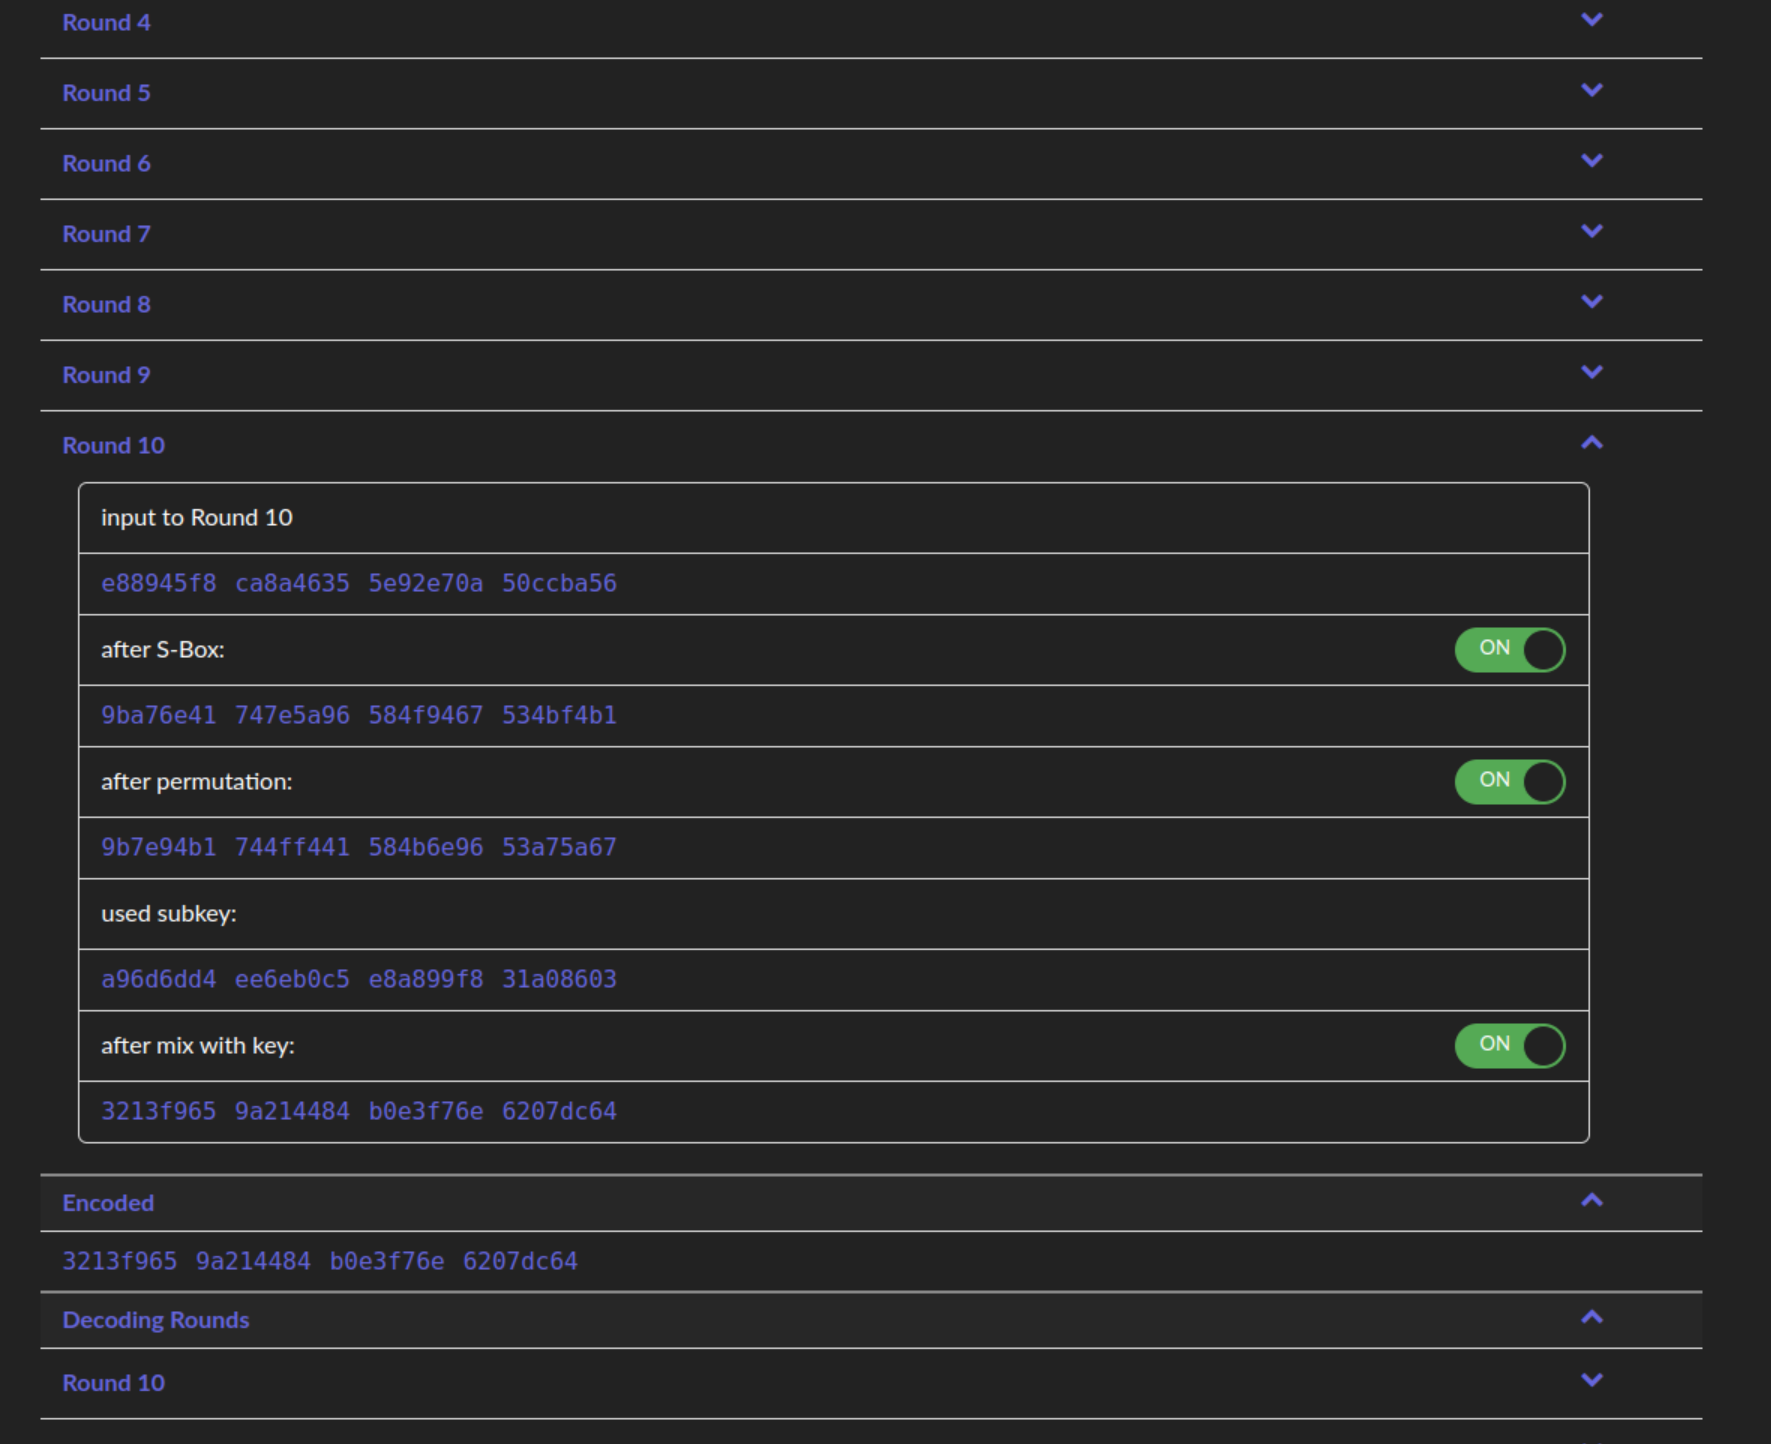 Round 4
Round 5
Round 6
Round 7
Round 8
Round 9
Round 10
input to Round 10
e88945f8 ca8a4635 5e92e70a 50ccba56
after S-Box:
ON
9ba76e41 747e5a96 584f9467 534bf4b1
after permutation:
ON
9b7e94b1 744ff441 584b6e96 53a75a67
used subkey:
a96d6dd4 ee6eb0c5 e8a899f8 31a08603
after mix with key:
ON
3213f965 9a214484 b0e3f76e 6207dc64
Encoded
3213f965 9a214484 b0e3f76e 6207dc64
Decoding Rounds
Round 10